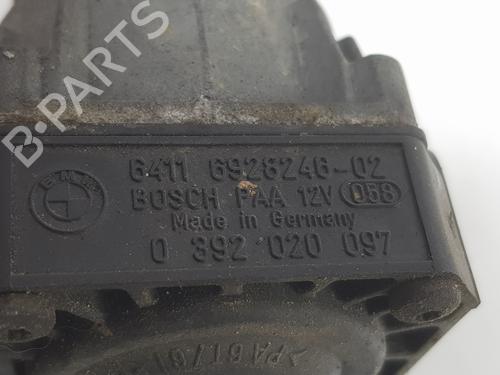 B-PARTS
BMW
6411 6928246-02
BOSCH PAA 12V 058
Made in Germany
0 392 020 097